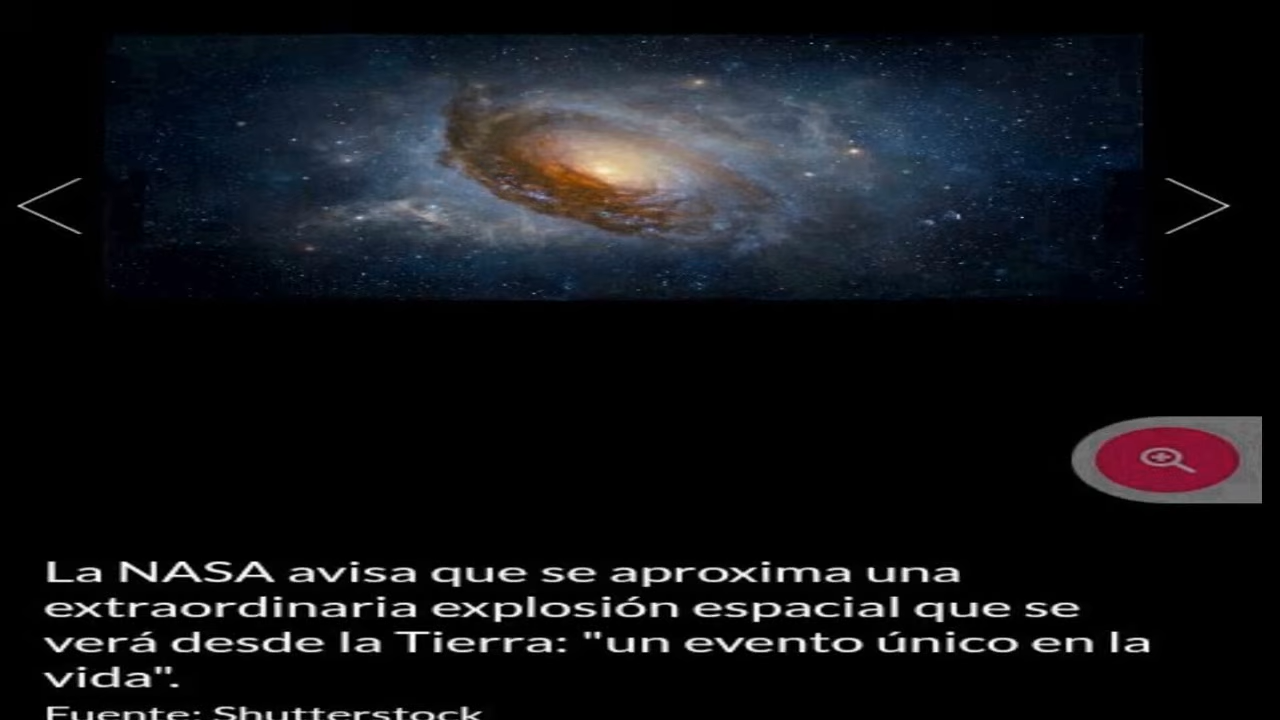 La NASA avisa que se aproxima una
extraordinaria explosión espacial que se
verá desde la Tierra: "un evento único en la
vida".
Fuente: Shutterstock